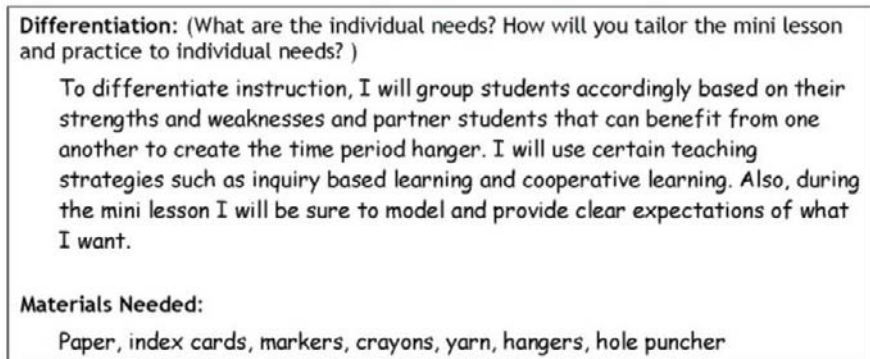 Differentiation: (What are the individual needs? How will you tailor the mini lesson
and practice to individual needs? )
To differentiate instruction, I will group students accordingly based on their
strengths and weaknesses and partner students that can benefit from one
another to create the time period hanger. I will use certain teaching
strategies such as inquiry based learning and cooperative learning. Also, during
the mini lesson I will be sure to model and provide clear expectations of what
I want.
Materials Needed:
Paper, index cards, markers, crayons, yarn, hangers, hole puncher